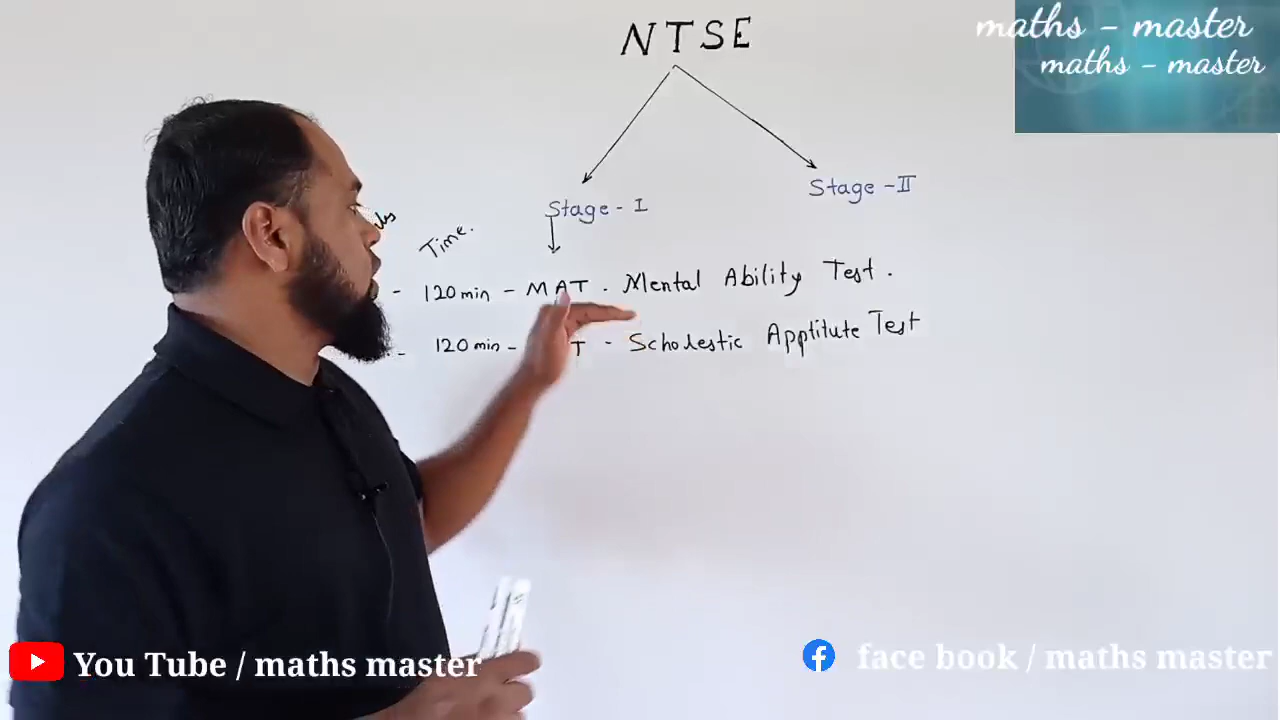 maths - master
maths - master
NTSE
Stage - I
Stage - II
Time.
- 120 min - MAT . Mental Ability Test .
- 120 min - T - Scholestic Apptitute Test
You Tube / maths master
face book / maths master